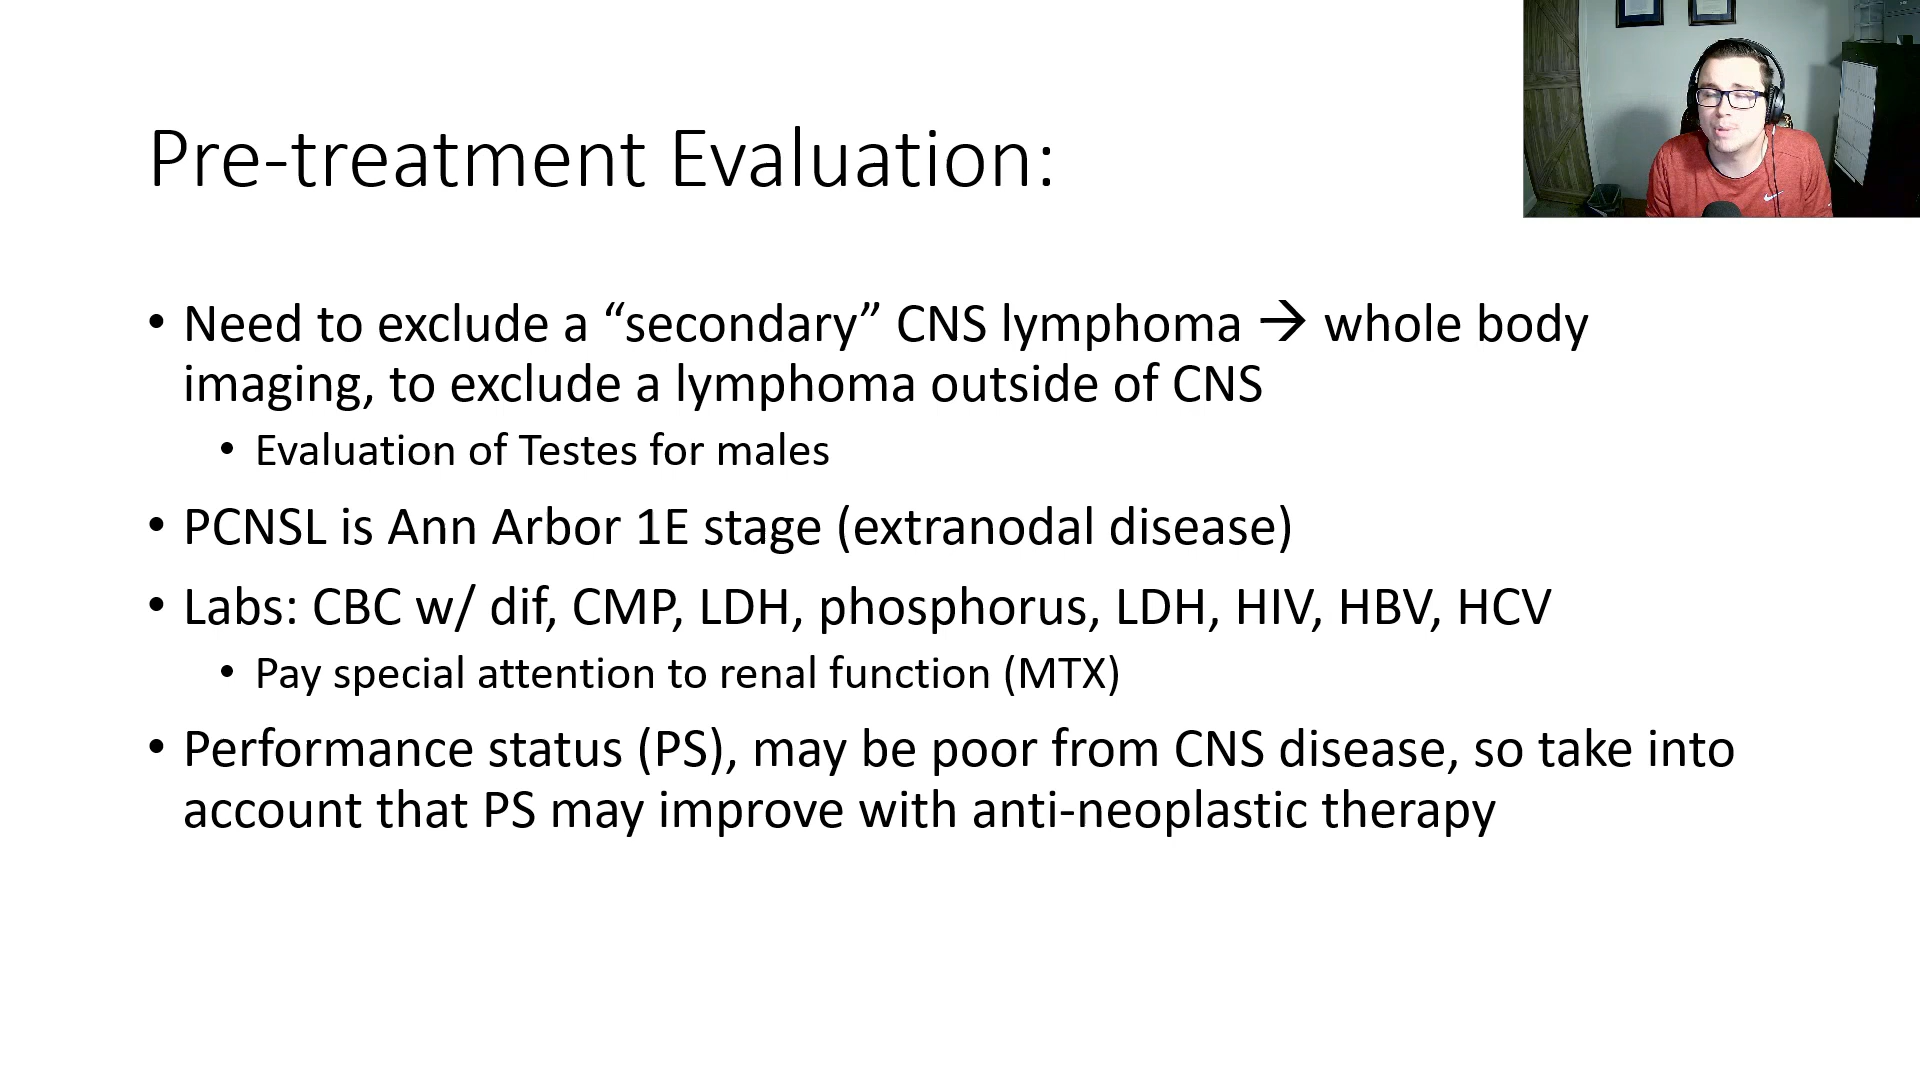 Pre-treatment Evaluation:
• Need to exclude a “secondary” CNS lymphoma → whole body
imaging, to exclude a lymphoma outside of CNS
• Evaluation of Testes for males
• PCNSL is Ann Arbor 1E stage (extranodal disease)
• Labs: CBC w/ dif, CMP, LDH, phosphorus, LDH, HIV, HBV, HCV
• Pay special attention to renal function (MTX)
• Performance status (PS), may be poor from CNS disease, so take into
account that PS may improve with anti-neoplastic therapy